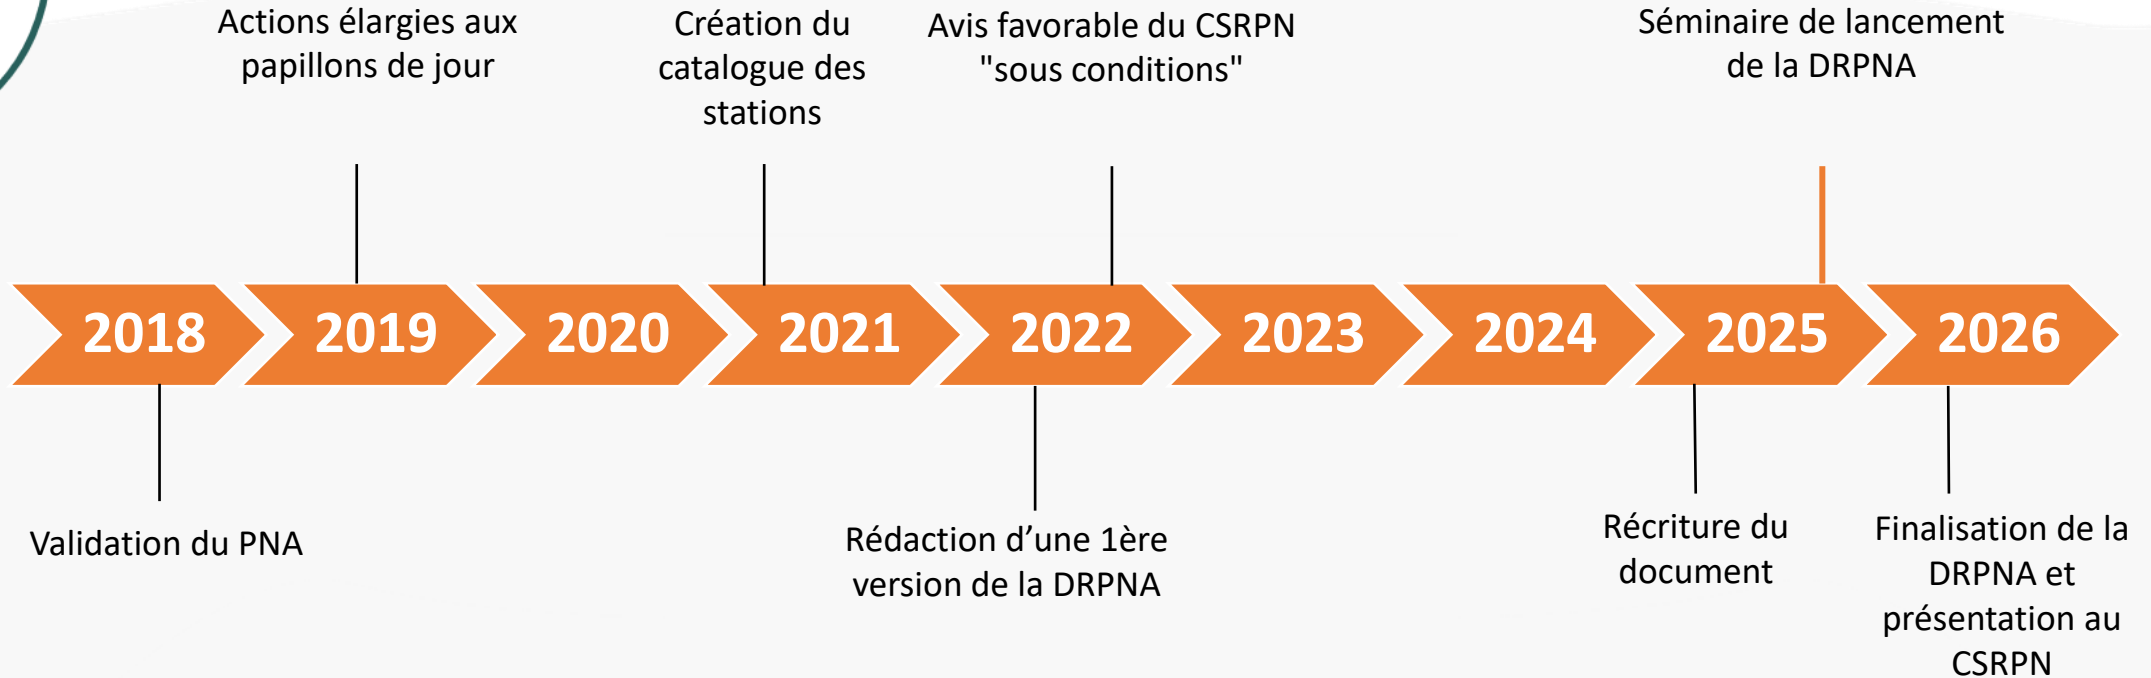 Actions élargies aux
papillons de jour
Création du
catalogue des
stations
Avis favorable du CSRPN
"sous conditions"
Séminaire de lancement
de la DRPNA
2018
2019
2020
2021
2022
2023
2024
2025
2026
Validation du PNA
Rédaction d’une 1ère
version de la DRPNA
Récriture du
document
Finalisation de la
DRPNA et
présentation au
CSRPN